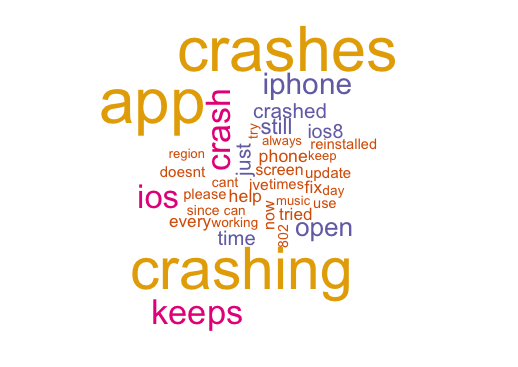 crashes
iphone
app
crash
crashed
still
ios8
try
always
reinstalled
just
region
phone
keep
doesnt
screen
update
cant
ive
times
fix
day
ios
please
help
music
use
since
can
now
tried
every
working
open
time
802
crashing
keeps